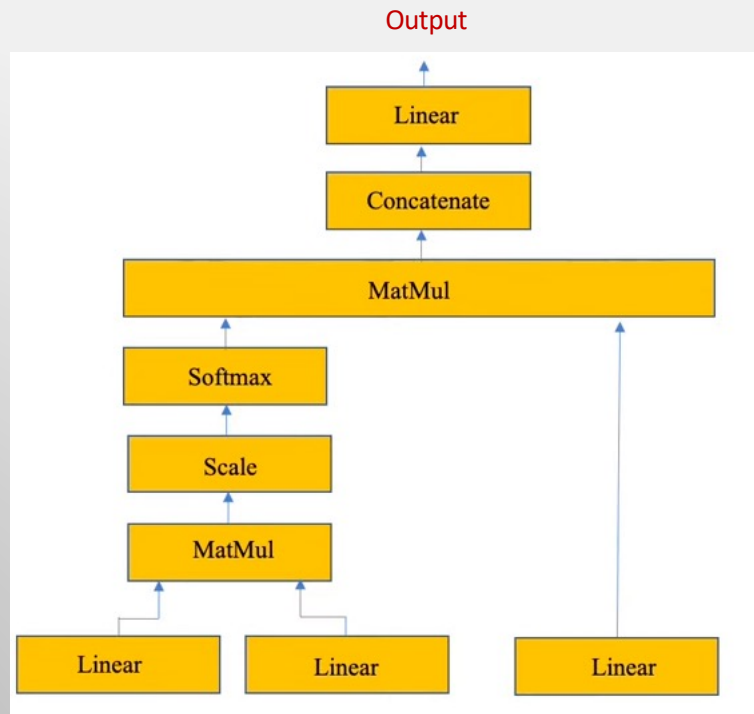 Output
Linear
Concatenate
MatMul
Softmax
Scale
MatMul
Linear
Linear
Linear